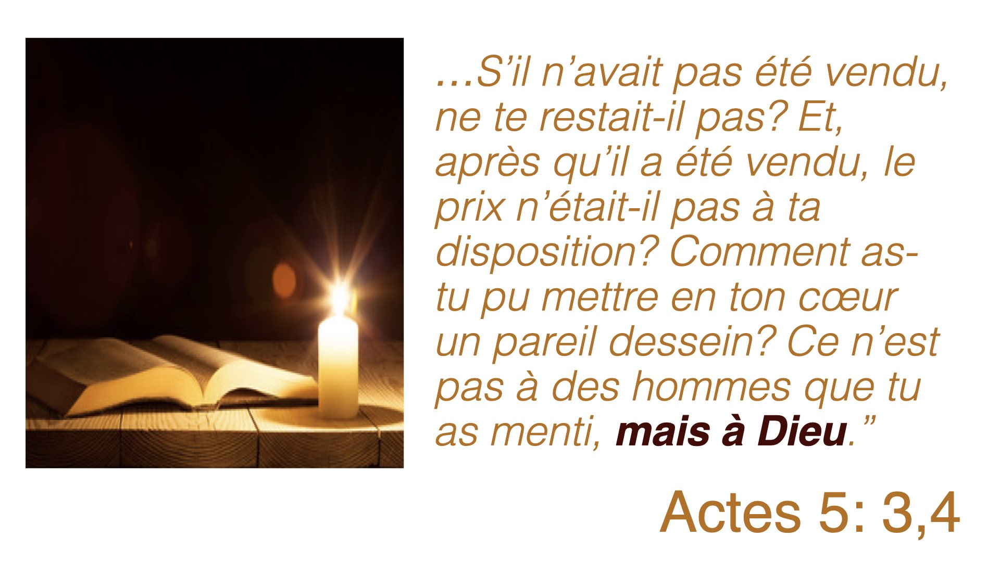 …S’il n’avait pas été vendu,
ne te restait-il pas? Et,
après qu’il a été vendu, le
prix n’était-il pas à ta
disposition? Comment as-
tu pu mettre en ton cœur
un pareil dessein? Ce n’est
pas à des hommes que tu
as menti, mais à Dieu.”
Actes 5: 3,4